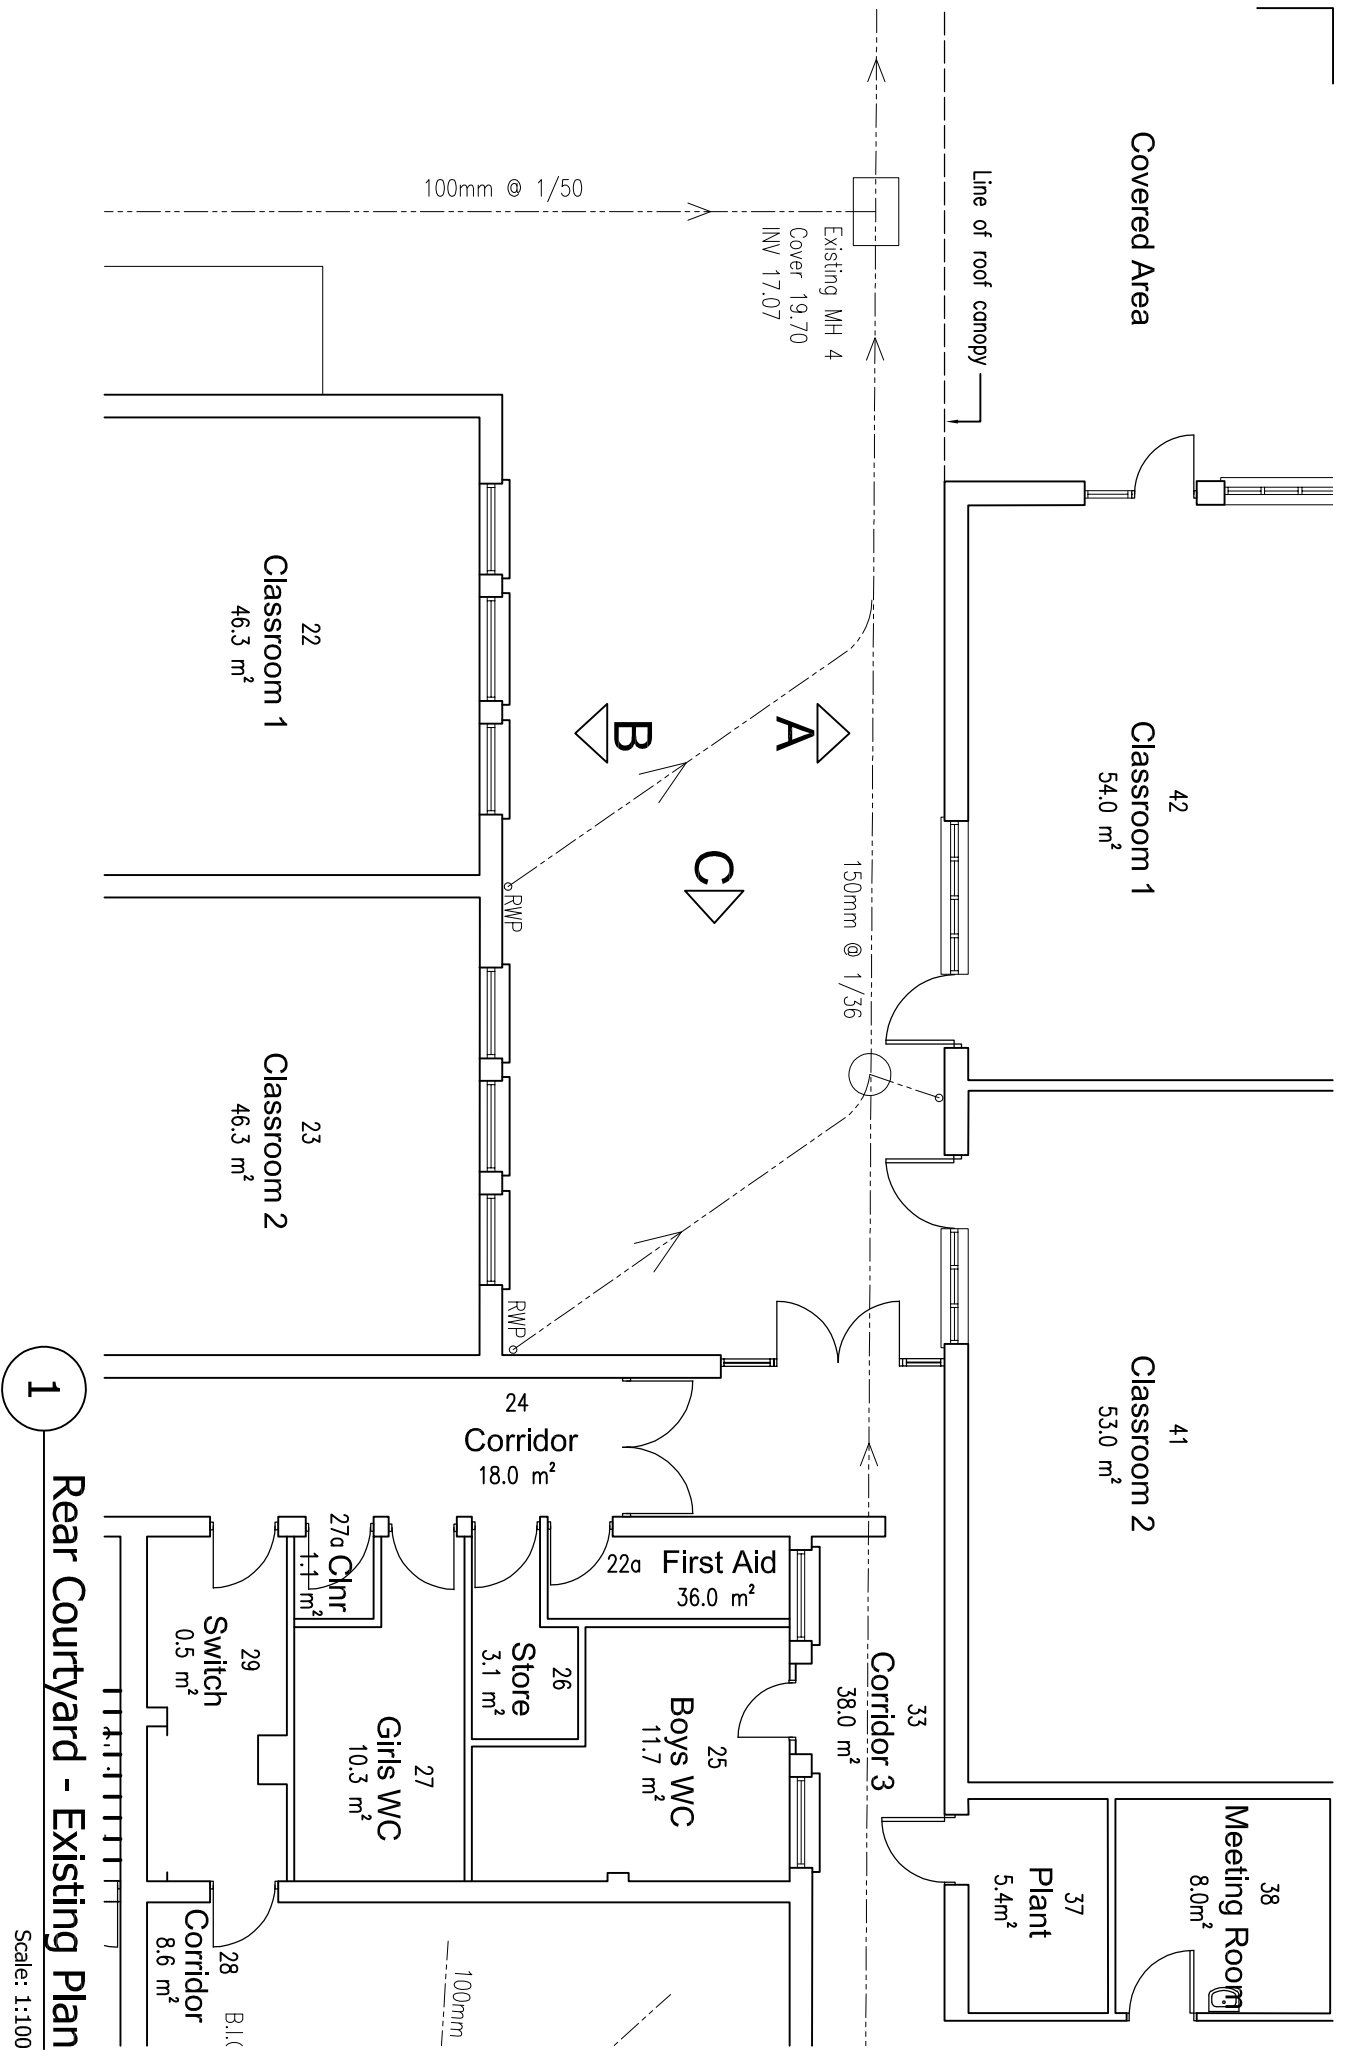 Covered Area
Line of roof canopy
100mm @ 1/50
Existing MH 4
Cover 19.70
INV 17.07
42
Classroom 1
54.0 m²
41
Classroom 2
53.0 m²
38
Meeting Room
8.0m²
37
Plant
5.4m²
A
B
C
150mm @ 1/36
RWP
RWP
22
Classroom 1
46.3 m²
23
Classroom 2
46.3 m²
24
Corridor
18.0 m²
33
Corridor 3
38.0 m²
22a First Aid
36.0 m²
25
Boys WC
11.7 m²
26
Store
3.1 m²
27
Girls WC
10.3 m²
27a Clnr
1.1 m²
29
Switch
0.5 m²
28
Corridor
8.6 m²
100mm
1
Rear Courtyard - Existing Plan
Scale: 1:100